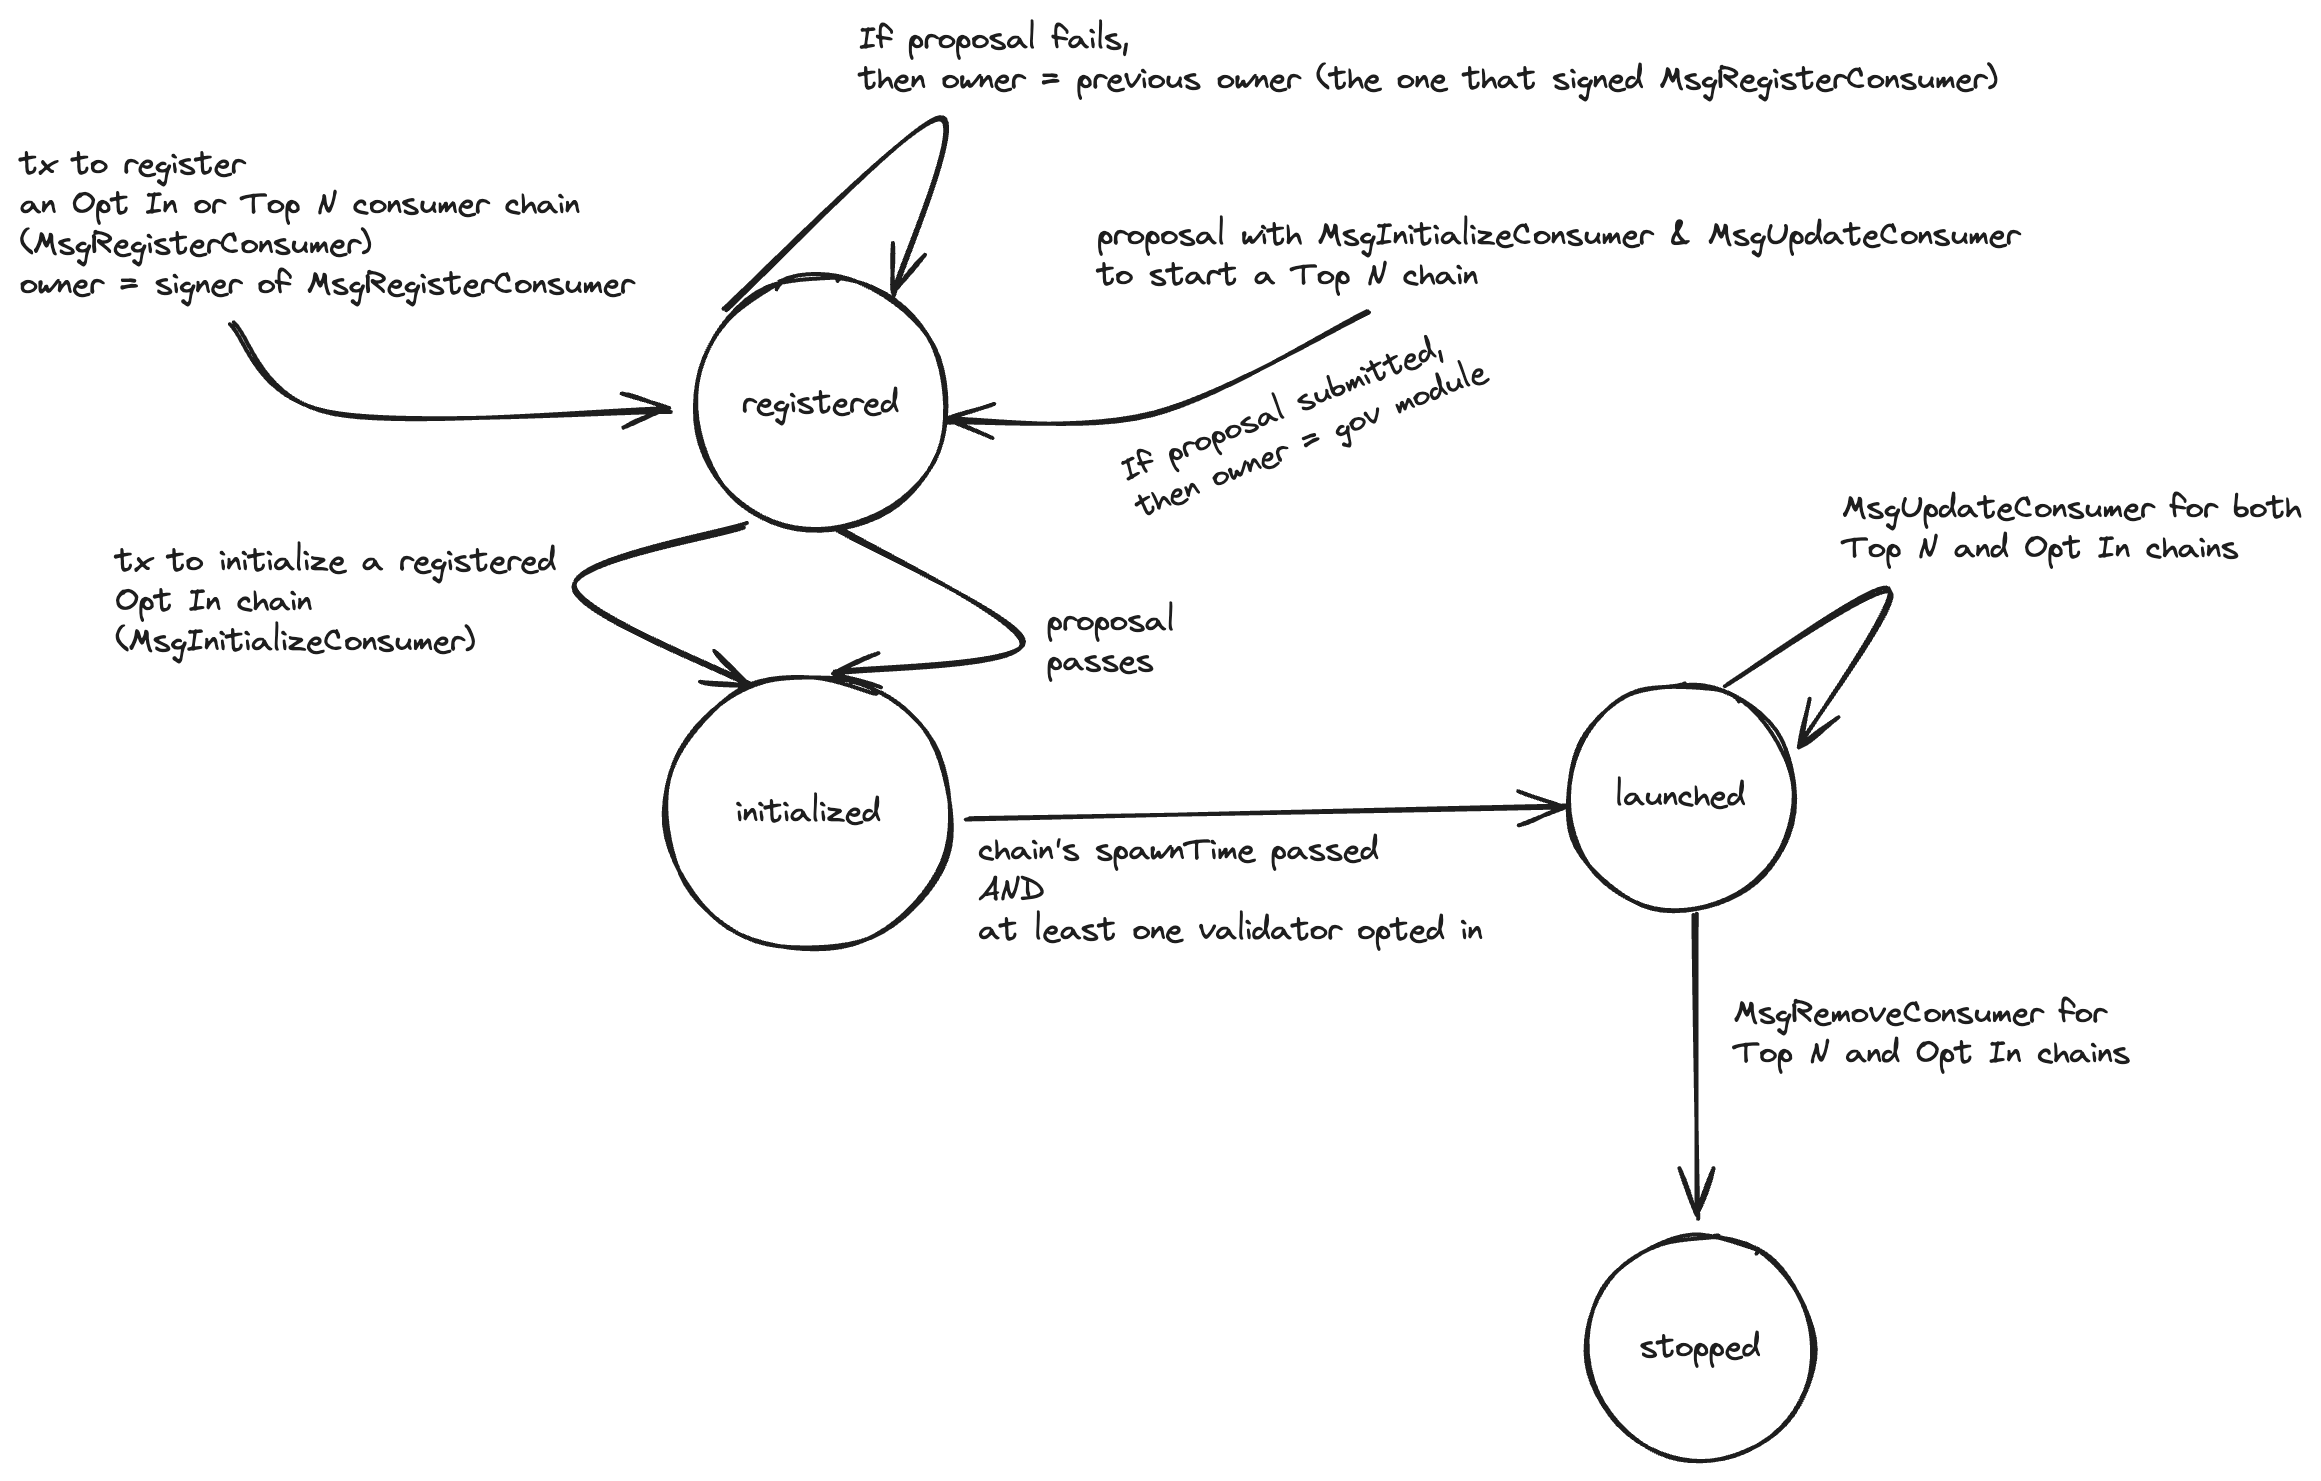 If proposal fails,
then owner = previous owner (the one that signed MsgRegisterConsumer)
tx to register
an Opt In or Top N consumer chain
(MsgRegisterConsumer)
owner = signer of MsgRegisterConsumer
proposal with MsgInitializeConsumer & MsgUpdateConsumer
to start a Top N chain
If proposal submitted,
then owner = gov module
registered
MsgUpdateConsumer for both
Top N and Opt In chains
tx to initialize a registered
Opt In chain
(MsgInitializeConsumer)
proposal
passes
initialized
launched
chain's spawnTime passed
AND
at least one validator opted in
MsgRemoveConsumer for
Top N and Opt In chains
stopped